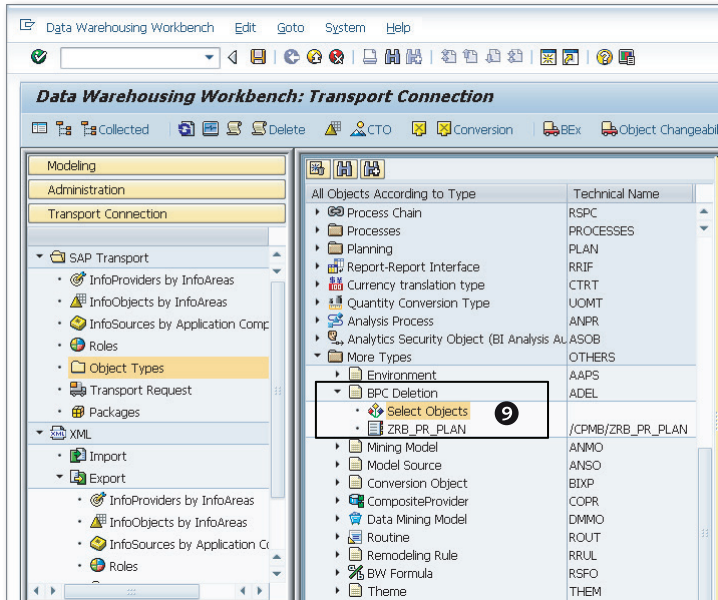 Data Warehousing Workbench Edit Goto System Help
Data Warehousing Workbench: Transport Connection
Collected Delete CTO Conversion BEx Object Changeabil
Modeling
Administration
Transport Connection
SAP Transport
InfoProviders by InfoAreas
InfoObjects by InfoAreas
InfoSources by Application Comp
Roles
Object Types
Transport Request
Packages
XML
Import
Export
InfoProviders by InfoAreas
InfoObjects by InfoAreas
InfoSources by Application Co
Roles
All Objects According to Type Technical Name
Process Chain RSPC
Processes PROCESSES
Planning PLAN
Report-Report Interface RRIF
Currency translation type CTRT
Quantity Conversion Type UOMT
Analysis Process ANPR
Analytics Security Object (BI Analysis Au ASOB
More Types OTHERS
Environment AAPS
BPC Deletion ADEL
Select Objects 9
ZRB_PR_PLAN /CPMB/ZRB_PR_PLAN
Mining Model ANMO
Model Source ANSO
Conversion Object BIXP
CompositeProvider COPR
Data Mining Model DMMO
Routine ROUT
Remodeling Rule RRUL
BW Formula RSFO
Theme THEM